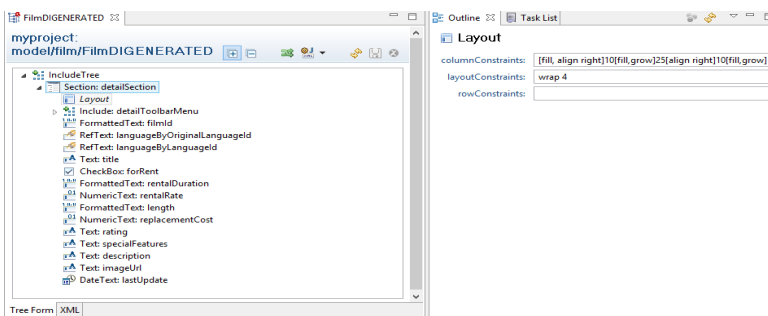 FilmDIGENERATED
myproject:
model/film/FilmDIGENERATED
IncludeTree
Section: detailSection
Layout
Include: detailToolbarMenu
FormattedText: filmId
RefText: languageByOriginalLanguageId
RefText: languageByLanguageId
Text: title
CheckBox: forRent
FormattedText: rentalDuration
NumericText: rentalRate
FormattedText: length
NumericText: replacementCost
Text: rating
Text: specialFeatures
Text: description
Text: imageUrl
DateText: lastUpdate
Tree Form XML
Outline Task List
Layout
columnConstraints: [fill, align right]10[fill,grow]25[align right]10[fill,grow]
layoutConstraints: wrap 4
rowConstraints: